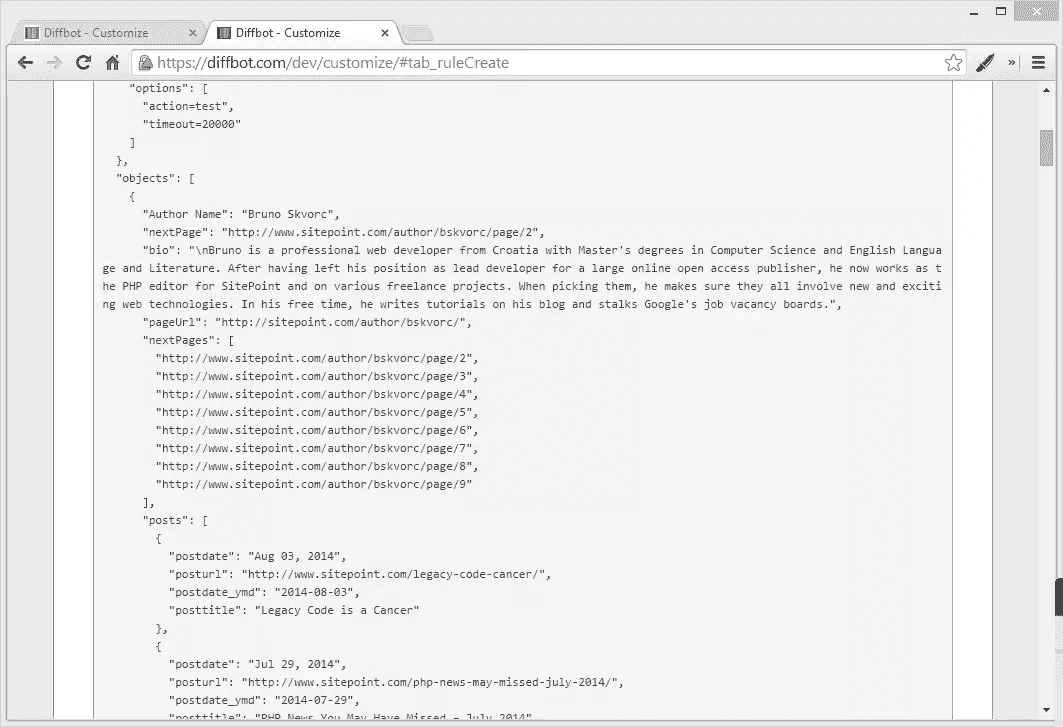 Diffbot - Customize
Diffbot - Customize
https://diffbot.com/dev/customize/#tab_ruleCreate
"options": [
"action=test",
"timeout=20000"
]
},
"objects": [
{
"Author Name": "Bruno Skvorc",
"nextPage": "http://www.sitepoint.com/author/bskvorc/page/2",
"bio": "\nBruno is a professional web developer from Croatia with Master's degrees in Computer Science and English Langua
ge and Literature. After having left his position as lead developer for a large online open access publisher, he now works as t
he PHP editor for SitePoint and on various freelance projects. When picking them, he makes sure they all involve new and exciti
ng web technologies. In his free time, he writes tutorials on his blog and stalks Google's job vacancy boards.",
"pageUrl": "http://sitepoint.com/author/bskvorc/",
"nextPages": [
"http://www.sitepoint.com/author/bskvorc/page/2",
"http://www.sitepoint.com/author/bskvorc/page/3",
"http://www.sitepoint.com/author/bskvorc/page/4",
"http://www.sitepoint.com/author/bskvorc/page/5",
"http://www.sitepoint.com/author/bskvorc/page/6",
"http://www.sitepoint.com/author/bskvorc/page/7",
"http://www.sitepoint.com/author/bskvorc/page/8",
"http://www.sitepoint.com/author/bskvorc/page/9"
],
"posts": [
{
"postdate": "Aug 03, 2014",
"posturl": "http://www.sitepoint.com/legacy-code-cancer/",
"postdate_ymd": "2014-08-03",
"posttitle": "Legacy Code is a Cancer"
},
{
"postdate": "Jul 29, 2014",
"posturl": "http://www.sitepoint.com/php-news-may-missed-july-2014/",
"postdate_ymd": "2014-07-29",
"posttitle": "PHP News You May Have Missed – July 2014"